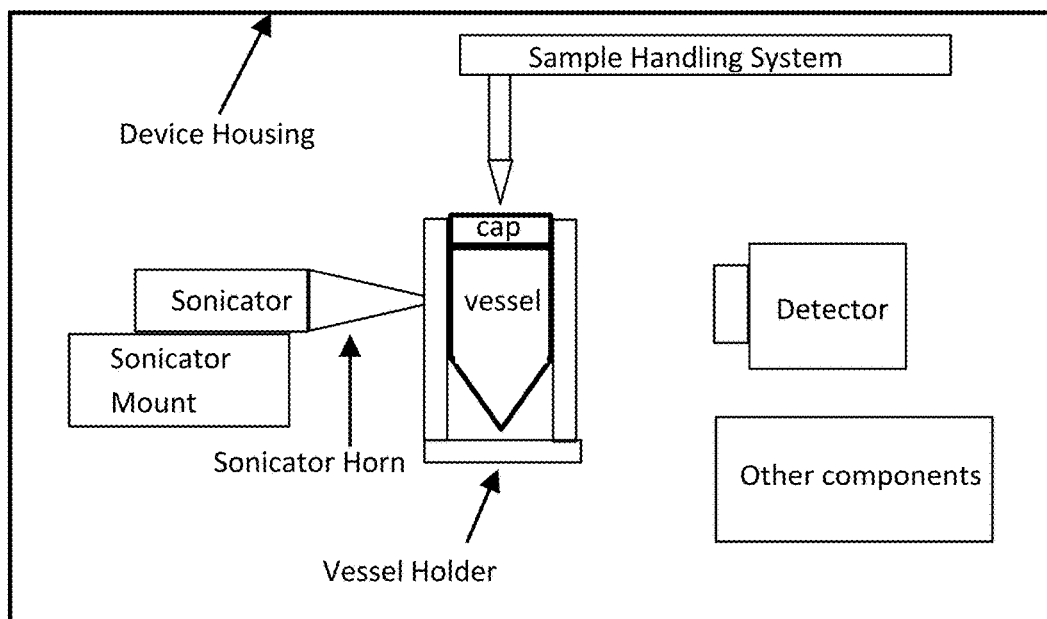 Sample Handling System
Device Housing
cap
Sonicator
vessel
Detector
Sonicator
Mount
Sonicator Horn
Other components
Vessel Holder